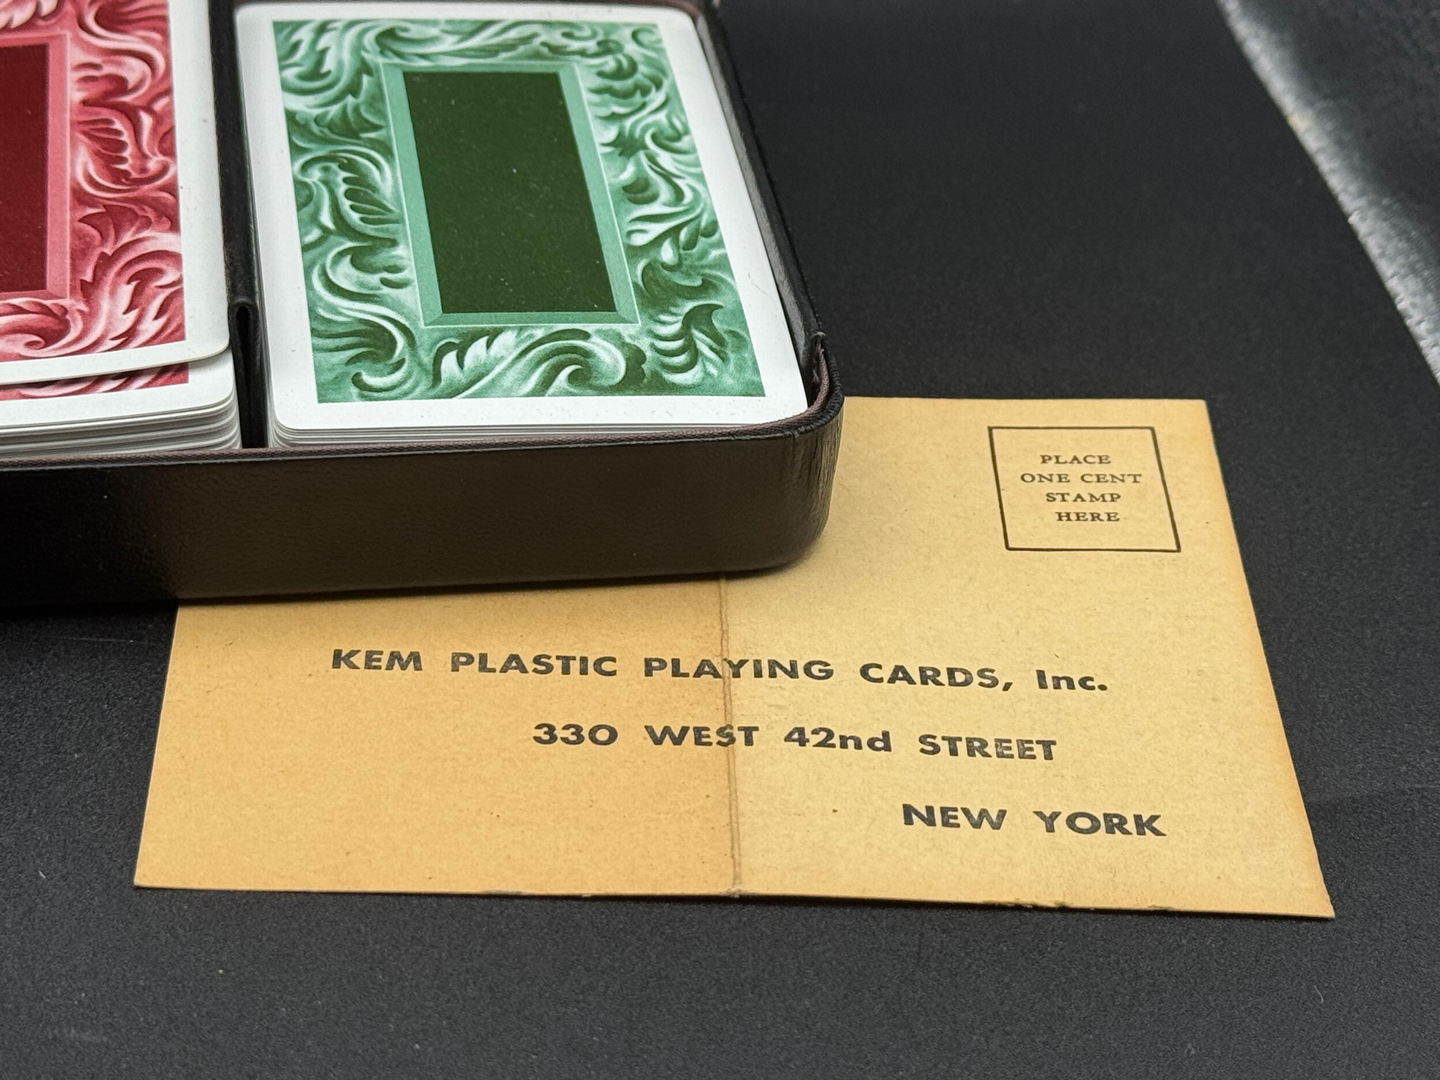 PLACE
ONE CENT
STAMP
HERE
KEM PLASTIC PLAYING CARDS, Inc.
330 WEST 42nd STREET
NEW YORK